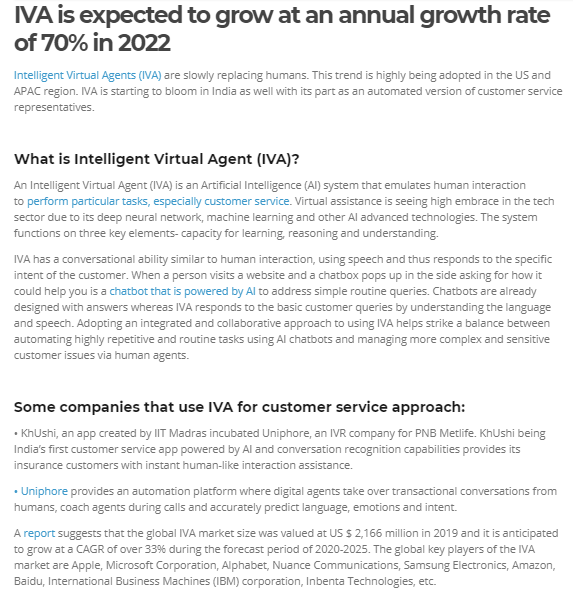 IVA is expected to grow at an annual growth rate
of 70% in 2022
Intelligent Virtual Agents (IVA) are slowly replacing humans. This trend is highly being adopted in the US and
APAC region. IVA is starting to bloom in India as well with its part as an automated version of customer service
representatives.
What is Intelligent Virtual Agent (IVA)?
An Intelligent Virtual Agent (IVA) is an Artificial Intelligence (AI) system that emulates human interaction
to perform particular tasks, especially customer service. Virtual assistance is seeing high embrace in the tech
sector due to its deep neural network, machine learning and other AI advanced technologies. The system
functions on three key elements- capacity for learning, reasoning and understanding.
IVA has a conversational ability similar to human interaction, using speech and thus responds to the specific
intent of the customer. When a person visits a website and a chatbox pops up in the side asking for how it
could help you is a chatbot that is powered by AI to address simple routine queries. Chatbots are already
designed with answers whereas IVA responds to the basic customer queries by understanding the language
and speech. Adopting an integrated and collaborative approach to using IVA helps strike a balance between
automating highly repetitive and routine tasks using AI chatbots and managing more complex and sensitive
customer issues via human agents.
Some companies that use IVA for customer service approach:
• KhUshi, an app created by IIT Madras incubated Uniphore, an IVR company for PNB Metlife. KhUshi being
India's first customer service app powered by AI and conversation recognition capabilities provides its
insurance customers with instant human-like interaction assistance.
• Uniphore provides an automation platform where digital agents take over transactional conversations from
humans, coach agents during calls and accurately predict language, emotions and intent.
A report suggests that the global IVA market size was valued at US $ 2,166 million in 2019 and it is anticipated
to grow at a CAGR of over 33% during the forecast period of 2020-2025. The global key players of the IVA
market are Apple, Microsoft Corporation, Alphabet, Nuance Communications, Samsung Electronics, Amazon,
Baidu, International Business Machines (IBM) corporation, Inbenta Technologies, etc.